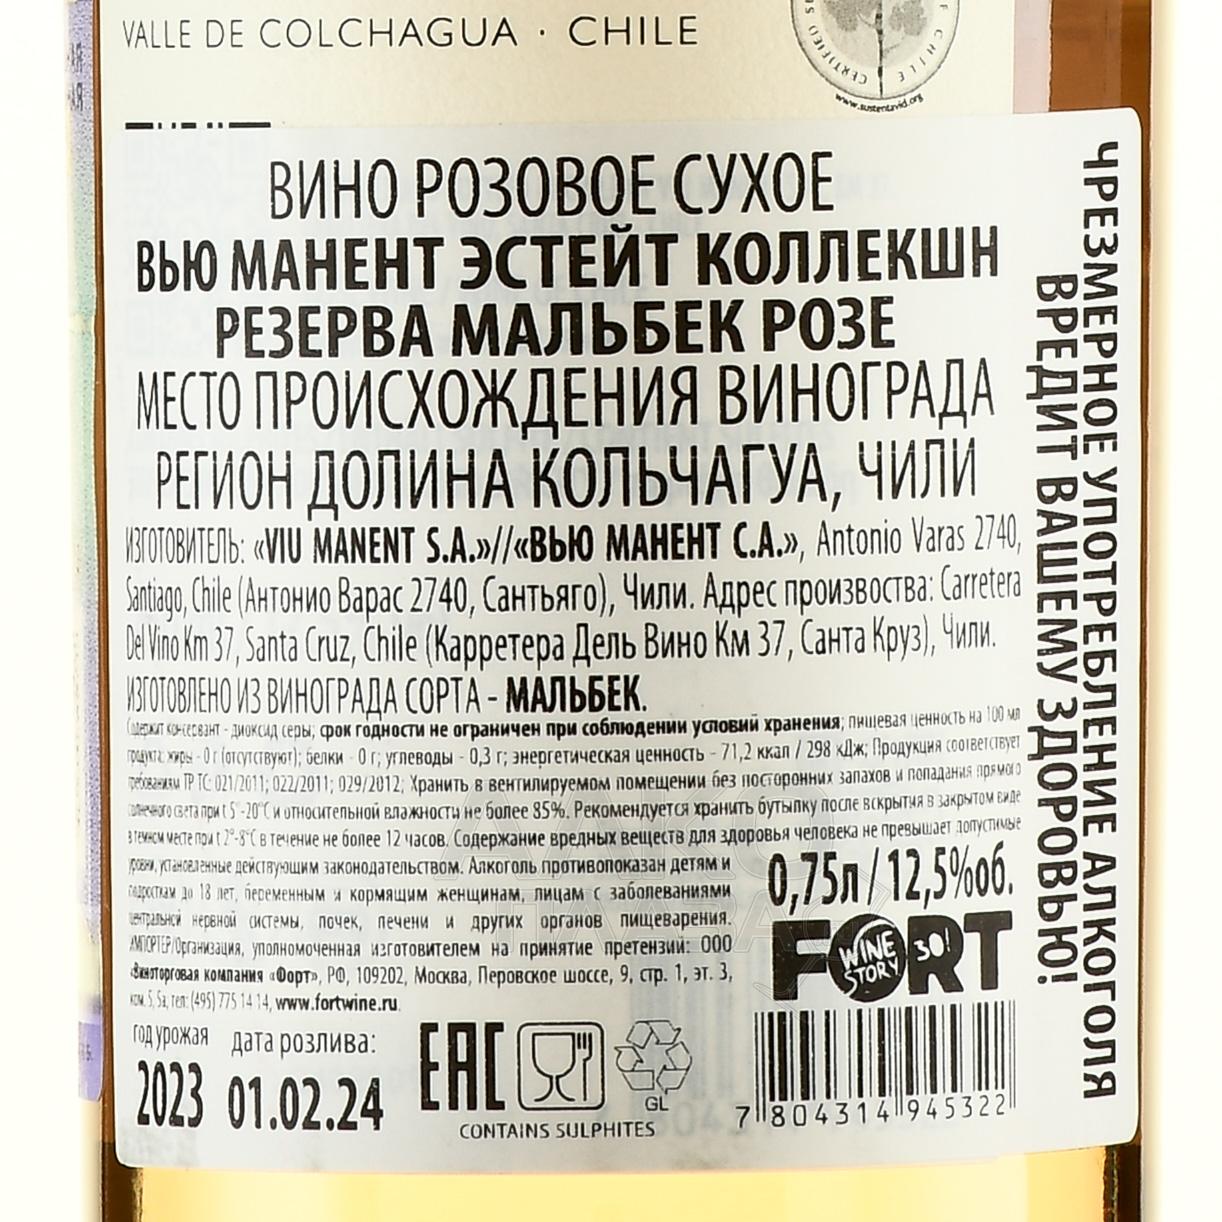 VALLE DE COLCHAGUA · CHILE
www.sustentavid.org
ВИНО РОЗОВОЕ СУХОЕ
ВЬЮ МАНЕНТ ЭСТЕЙТ КОЛЛЕКШН
РЕЗЕРВА МАЛЬБЕК РОЗЕ
МЕСТО ПРОИСХОЖДЕНИЯ ВИНОГРАДА
РЕГИОН ДОЛИНА КОЛЬЧАГУА, ЧИЛИ
ИЗГОТОВИТЕЛЬ: «VIU MANENT S.A.»//«ВЬЮ МАНЕНТ С.А.», Antonio Varas 2740,
Santiago, Chile (Антонио Варас 2740, Сантьяго), Чили. Адрес произвоства: Carretera
Del Vino Km 37, Santa Cruz, Chile (Карретера Дель Вино Км 37, Санта Круз), Чили.
ИЗГОТОВЛЕНО ИЗ ВИНОГРАДА СОРТА - МАЛЬБЕК.
Содержит консервант - диоксид серы; срок годности не ограничен при соблюдении условий хранения; пищевая ценность на 100 мл
продукта: жиры - 0 г (отсутствуют); белки - 0 г; углеводы - 0,3 г; энергетическая ценность - 71,2 ккал / 298 кДж; Продукция соответствует
требованиям ТР ТС: 021/2011; 022/2011; 029/2012; Хранить в вентилируемом помещении без посторонних запахов и попадания прямого
солнечного света при t 5°-20°С и относительной влажности не более 85%. Рекомендуется хранить бутылку после вскрытия в закрытом виде
в темном месте при t 2°-8°С в течение не более 12 часов. Содержание вредных веществ для здоровья человека не превышает допустимые
уровни, установленные действующим законодательством. Алкоголь противопоказан детям и
подросткам до 18 лет, беременным и кормящим женщинам, лицам с заболеваниями
центральной нервной системы, почек, печени и других органов пищеварения.
ИМПОРТЕР/Организация, уполномоченная изготовителем на принятие претензий: ООО
«Виноторговая компания «Форт», РФ, 109202, Москва, Перовское шоссе, 9, стр. 1, эт. 3,
ком. 5, 5а, тел: (495) 775 14 14, www.fortwine.ru.
0,75л / 12,5%об.
FORT
WINE STORY 30!
год урожая
2023
дата розлива:
01.02.24
EAC
GL
CONTAINS SULPHITES
7 804314 945322
ЧРЕЗМЕРНОЕ УПОТРЕБЛЕНИЕ АЛКОГОЛЯ
ВРЕДИТ ВАШЕМУ ЗДОРОВЬЮ!